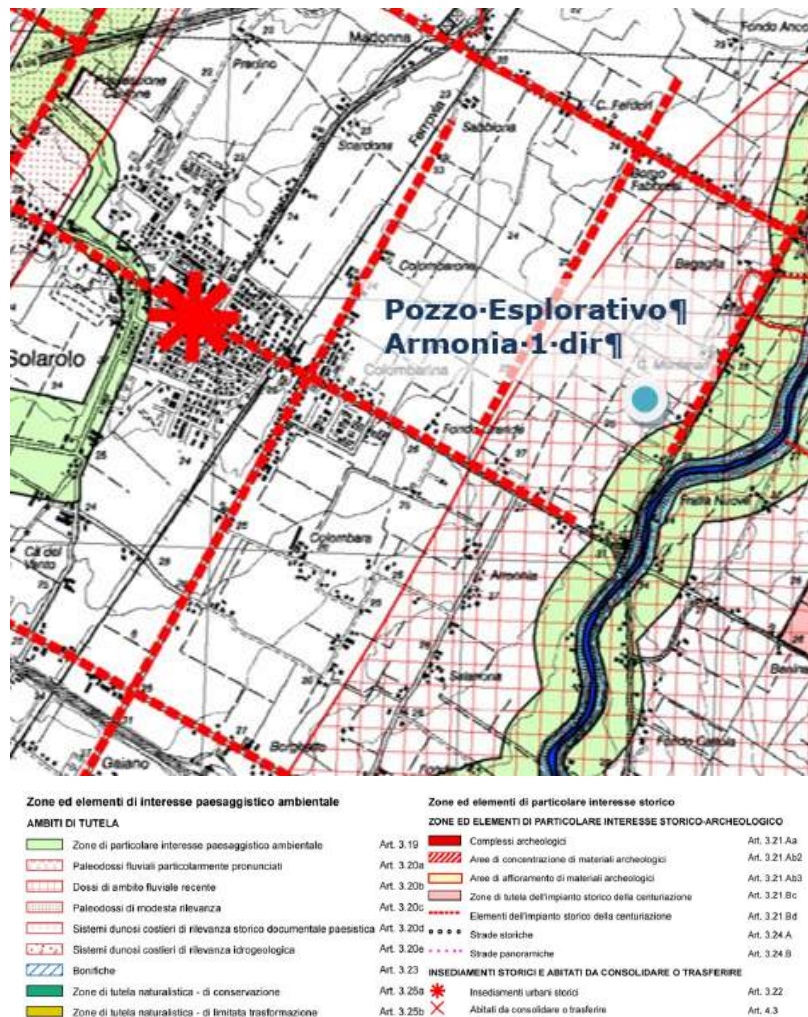 Madonna
Fondo Anco
Pradino
C. Ferdori
Scardona
Ferrovia
Sabbiona
Borgo
Bagaglia
Colombarone
Pozzo·Esplorativo¶
Armonia·1·dir¶
Solarolo
Colombarina
Cà del
Vento
Colombara
Armonia
Gaiano
Zone ed elementi di interesse paesaggistico ambientale
AMBITI DI TUTELA
Zone di particolare interesse paesaggistico ambientale Art. 3.19
Paleodossi fluviali particolarmente pronunciati Art. 3.20a
Dossi di ambito fluviale recente Art. 3.20b
Paleodossi di modesta rilevanza Art. 3.20c
Sistemi dunosi costieri di rilevanza storico documentale paesistica Art. 3.20d
Sistemi dunosi costieri di rilevanza idrogeologica Art. 3.20e
Bonifiche Art. 3.23
Zone di tutela naturalistica - di conservazione Art. 3.25a
Zone di tutela naturalistica - di limitata trasformazione Art. 3.25b
Zone ed elementi di particolare interesse storico
ZONE ED ELEMENTI DI PARTICOLARE INTERESSE STORICO-ARCHEOLOGICO
Complessi archeologici Art. 3.21.Aa
Aree di concentrazione di materiali archeologici Art. 3.21.Ab2
Aree di affioramento di materiali archeologici Art. 3.21.Ab3
Zone di tutela dell'impianto storico della centuriazione Art. 3.21.Bc
Elementi dell'impianto storico della centuriazione Art. 3.21.Bd
Strade storiche Art. 3.24.A
Strade panoramiche Art. 3.24.B
INSEDIAMENTI STORICI E ABITATI DA CONSOLIDARE O TRASFERIRE
Insediamenti urbani storici Art. 3.22
Abitati da consolidare o trasferire Art. 4.3